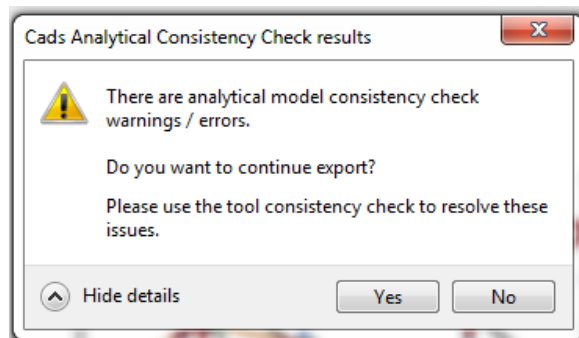 Cads Analytical Consistency Check results
There are analytical model consistency check
warnings / errors.
Do you want to continue export?
Please use the tool consistency check to resolve these
issues.
Hide details
Yes
No